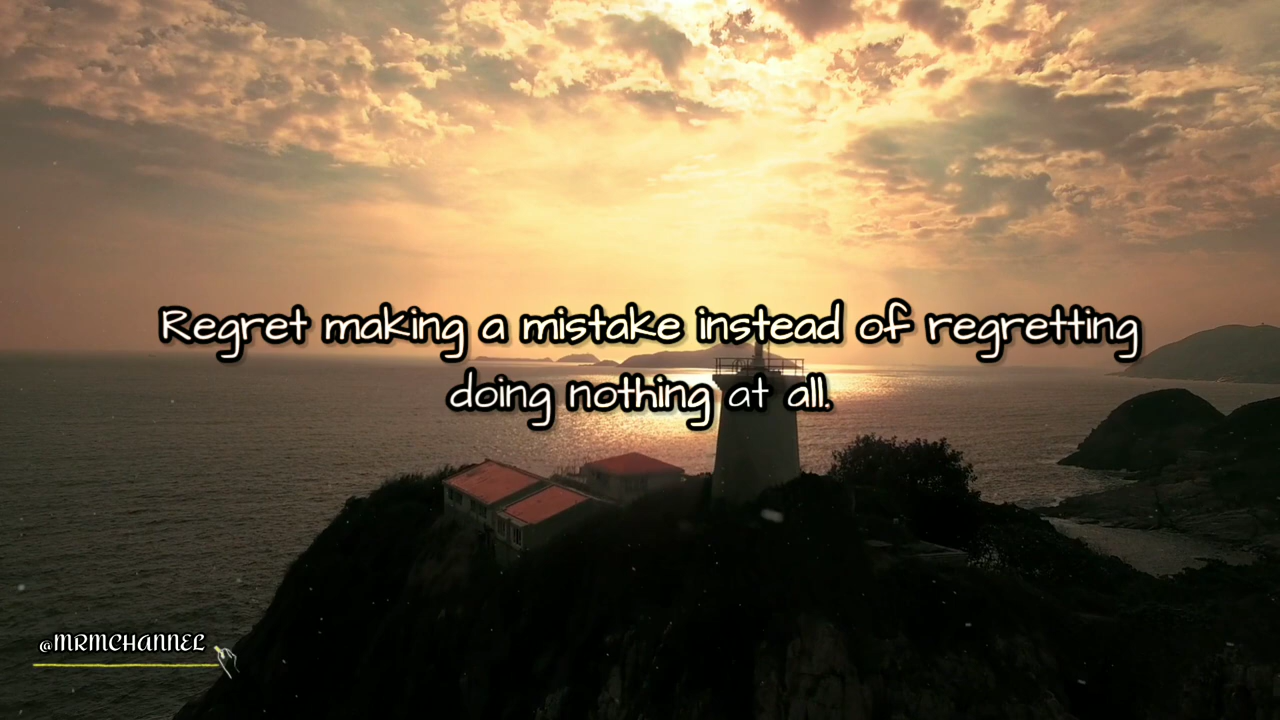 Regret making a mistake instead of regretting
doing nothing at all.
@MRMCHANNEL